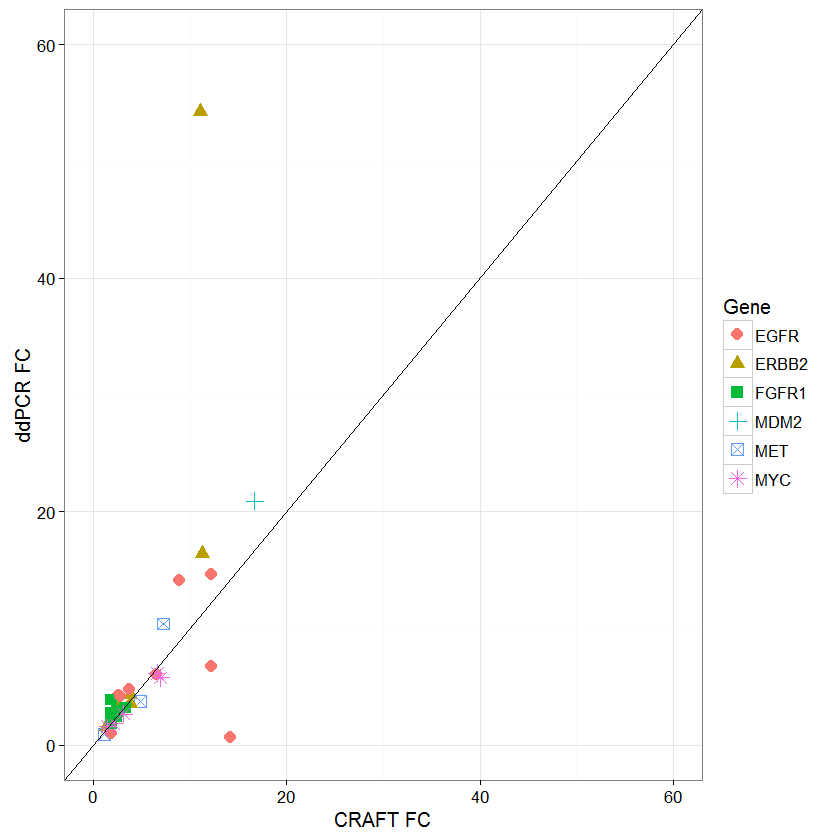 60
40
20
0
ddPCR FC
0 20 40 60
CRAFT FC
Gene
EGFR
ERBB2
FGFR1
MDM2
MET
MYC